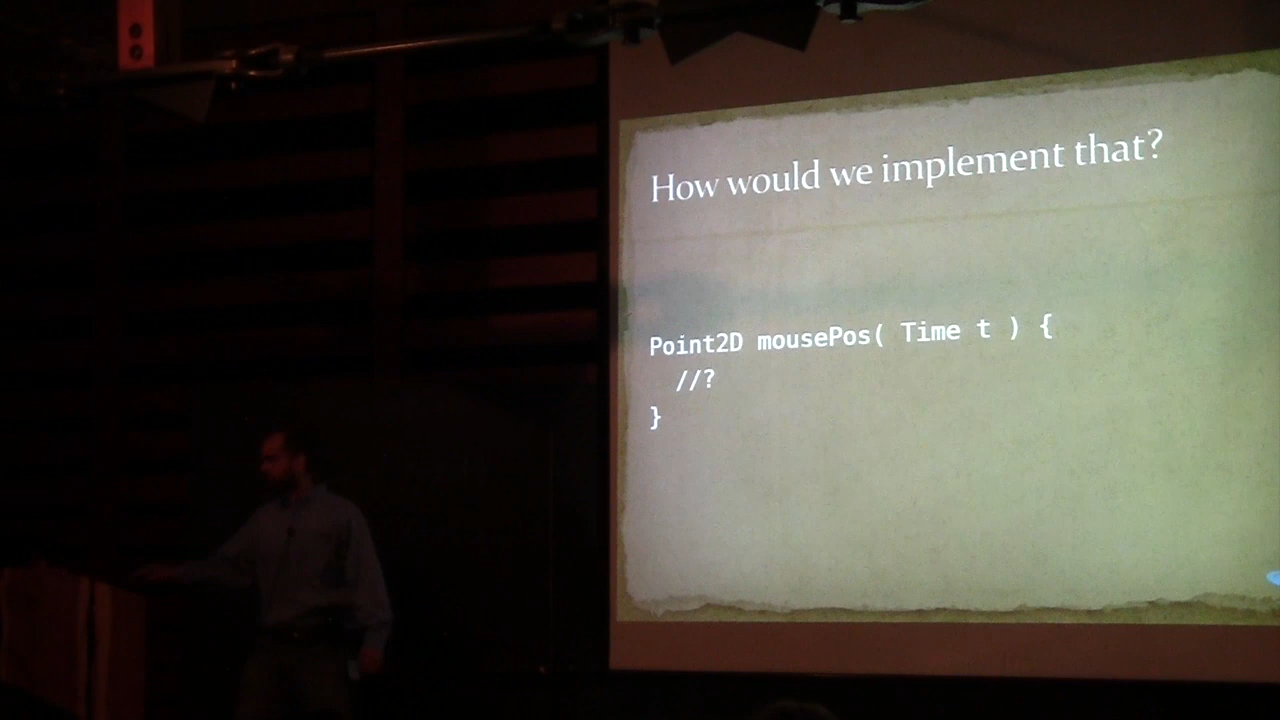 How would we implement that?
Point2D mousePos( Time t ) {
//?
}